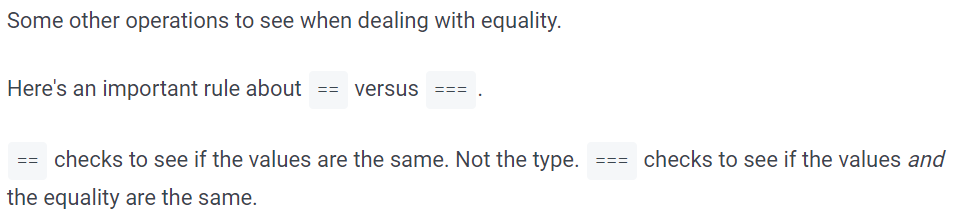 Some other operations to see when dealing with equality.
Here's an important rule about == versus === .
== checks to see if the values are the same. Not the type. === checks to see if the values and
the equality are the same.